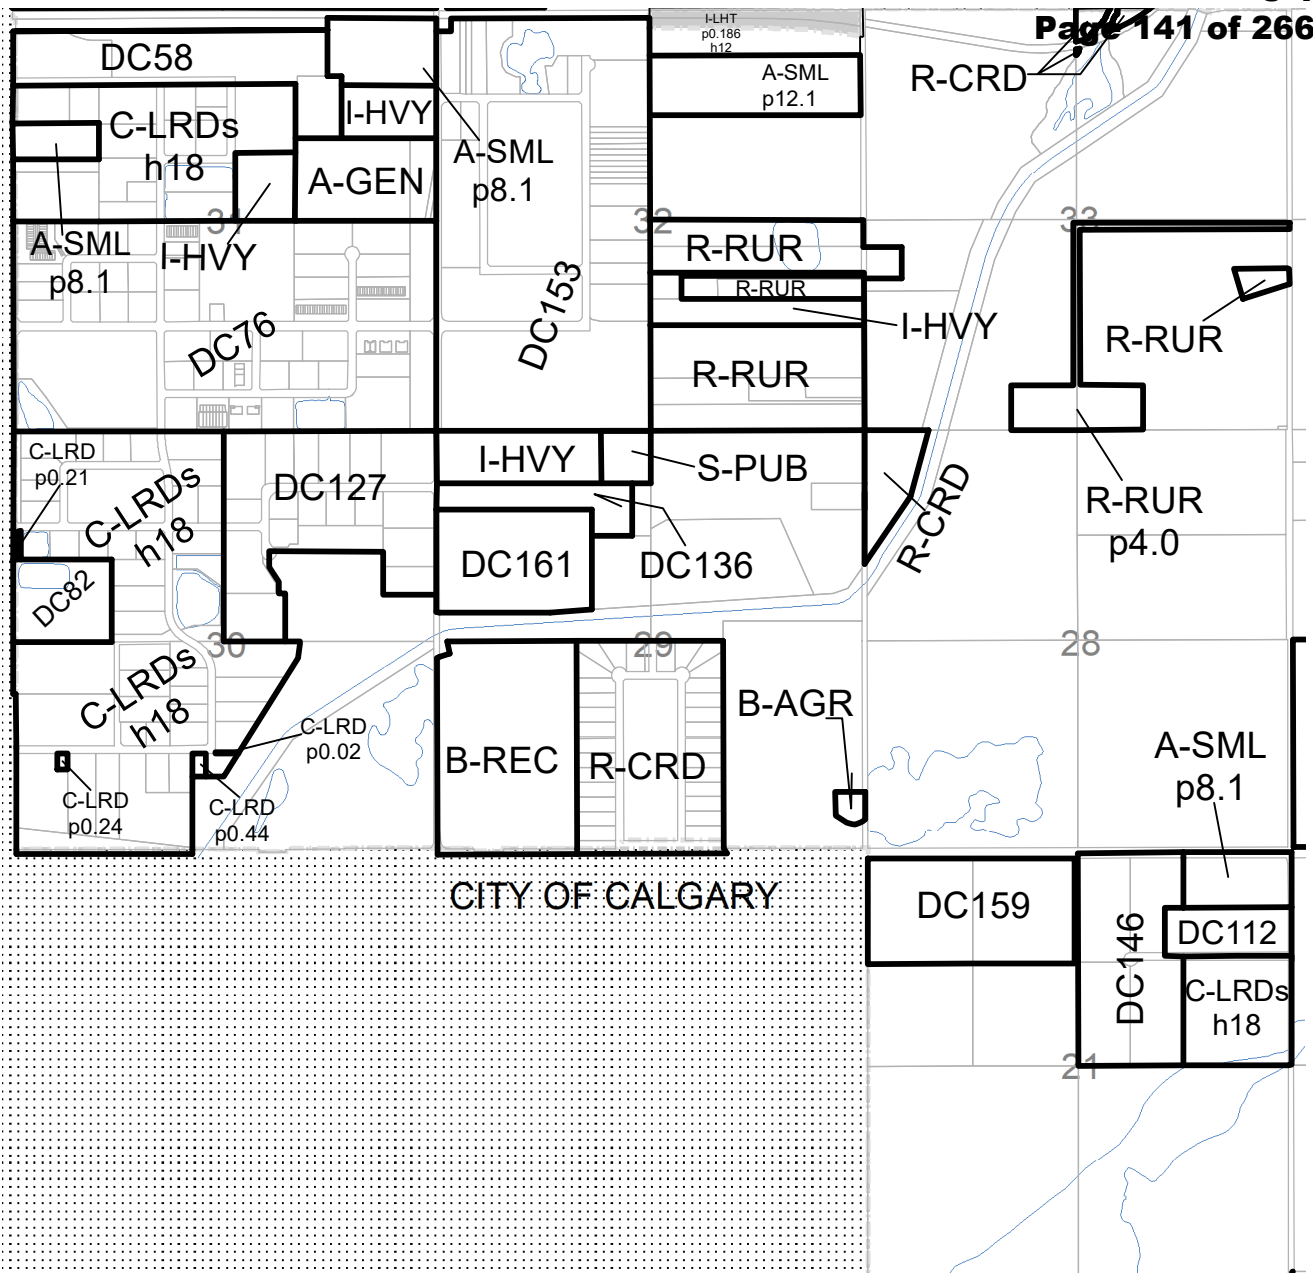 Page 141 of 266
I-LHT
p0.186
h12
DC58
A-SML
p12.1
R-CRD
I-HVY
C-LRDs
h18
A-SML
p8.1
A-GEN
31
32
33
A-SML
p8.1
I-HVY
R-RUR
R-RUR
I-HVY
DC153
DC76
R-RUR
R-RUR
C-LRD
p0.21
C-LRDs
h18
DC127
I-HVY
S-PUB
R-CRD
R-RUR
p4.0
DC161
DC136
DC82
30
29
28
C-LRDs
h18
C-LRD
p0.02
B-REC
R-CRD
B-AGR
A-SML
p8.1
C-LRD
p0.24
C-LRD
p0.44
CITY OF CALGARY
DC159
DC146
DC112
C-LRDs
h18
21